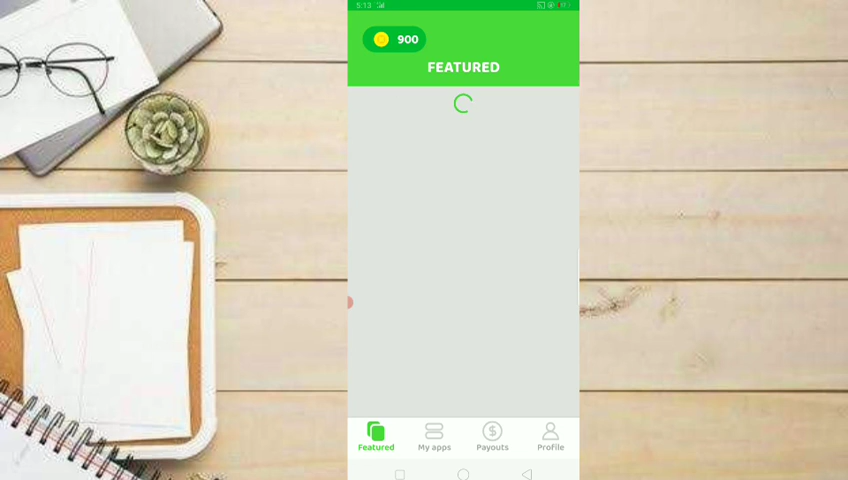 5:13
900
FEATURED
Featured
My apps
Payouts
Profile